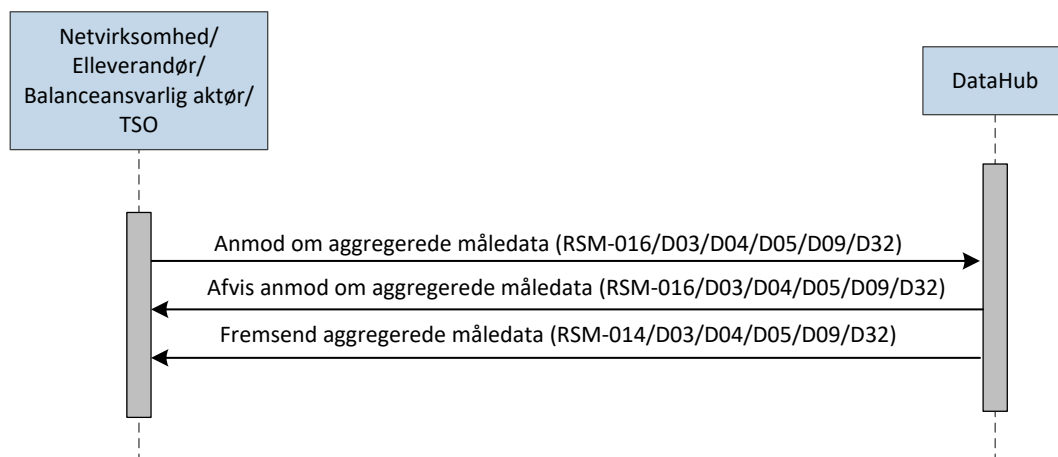 Netvirksomhed/
Elleverandør/
Balanceansvarlig aktør/
TSO
DataHub
Anmod om aggregerede måledata (RSM-016/D03/D04/D05/D09/D32)
Afvis anmod om aggregerede måledata (RSM-016/D03/D04/D05/D09/D32)
Fremsend aggregerede måledata (RSM-014/D03/D04/D05/D09/D32)